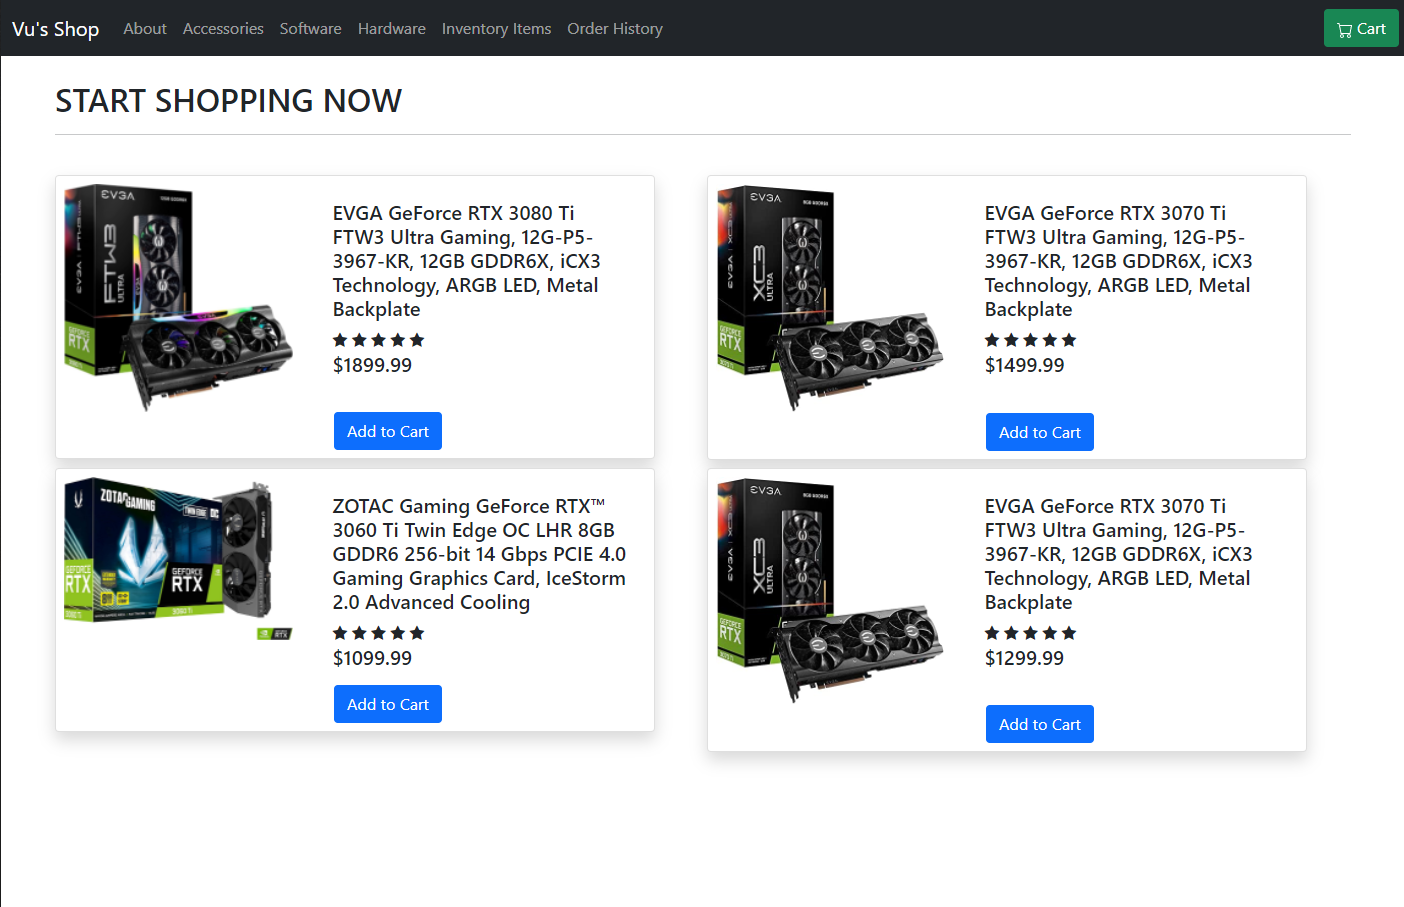 Vu's Shop About Accessories Software Hardware Inventory Items Order History Cart
START SHOPPING NOW
EVGA
FTW3
ULTRA
GEFORCE
RTX
EVGA GeForce RTX 3080 Ti
FTW3 Ultra Gaming, 12G-P5-
3967-KR, 12GB GDDR6X, iCX3
Technology, ARGB LED, Metal
Backplate
$1899.99
Add to Cart
EVGA
XC3
ULTRA
GEFORCE
RTX
EVGA GeForce RTX 3070 Ti
FTW3 Ultra Gaming, 12G-P5-
3967-KR, 12GB GDDR6X, iCX3
Technology, ARGB LED, Metal
Backplate
$1499.99
Add to Cart
ZOTAC GAMING
TWIN EDGE OC
GEFORCE
RTX
GEFORCE
RTX
3060 Ti
ZOTAC Gaming GeForce RTX™
3060 Ti Twin Edge OC LHR 8GB
GDDR6 256-bit 14 Gbps PCIE 4.0
Gaming Graphics Card, IceStorm
2.0 Advanced Cooling
$1099.99
Add to Cart
EVGA
XC3
ULTRA
GEFORCE
RTX
EVGA GeForce RTX 3070 Ti
FTW3 Ultra Gaming, 12G-P5-
3967-KR, 12GB GDDR6X, iCX3
Technology, ARGB LED, Metal
Backplate
$1299.99
Add to Cart